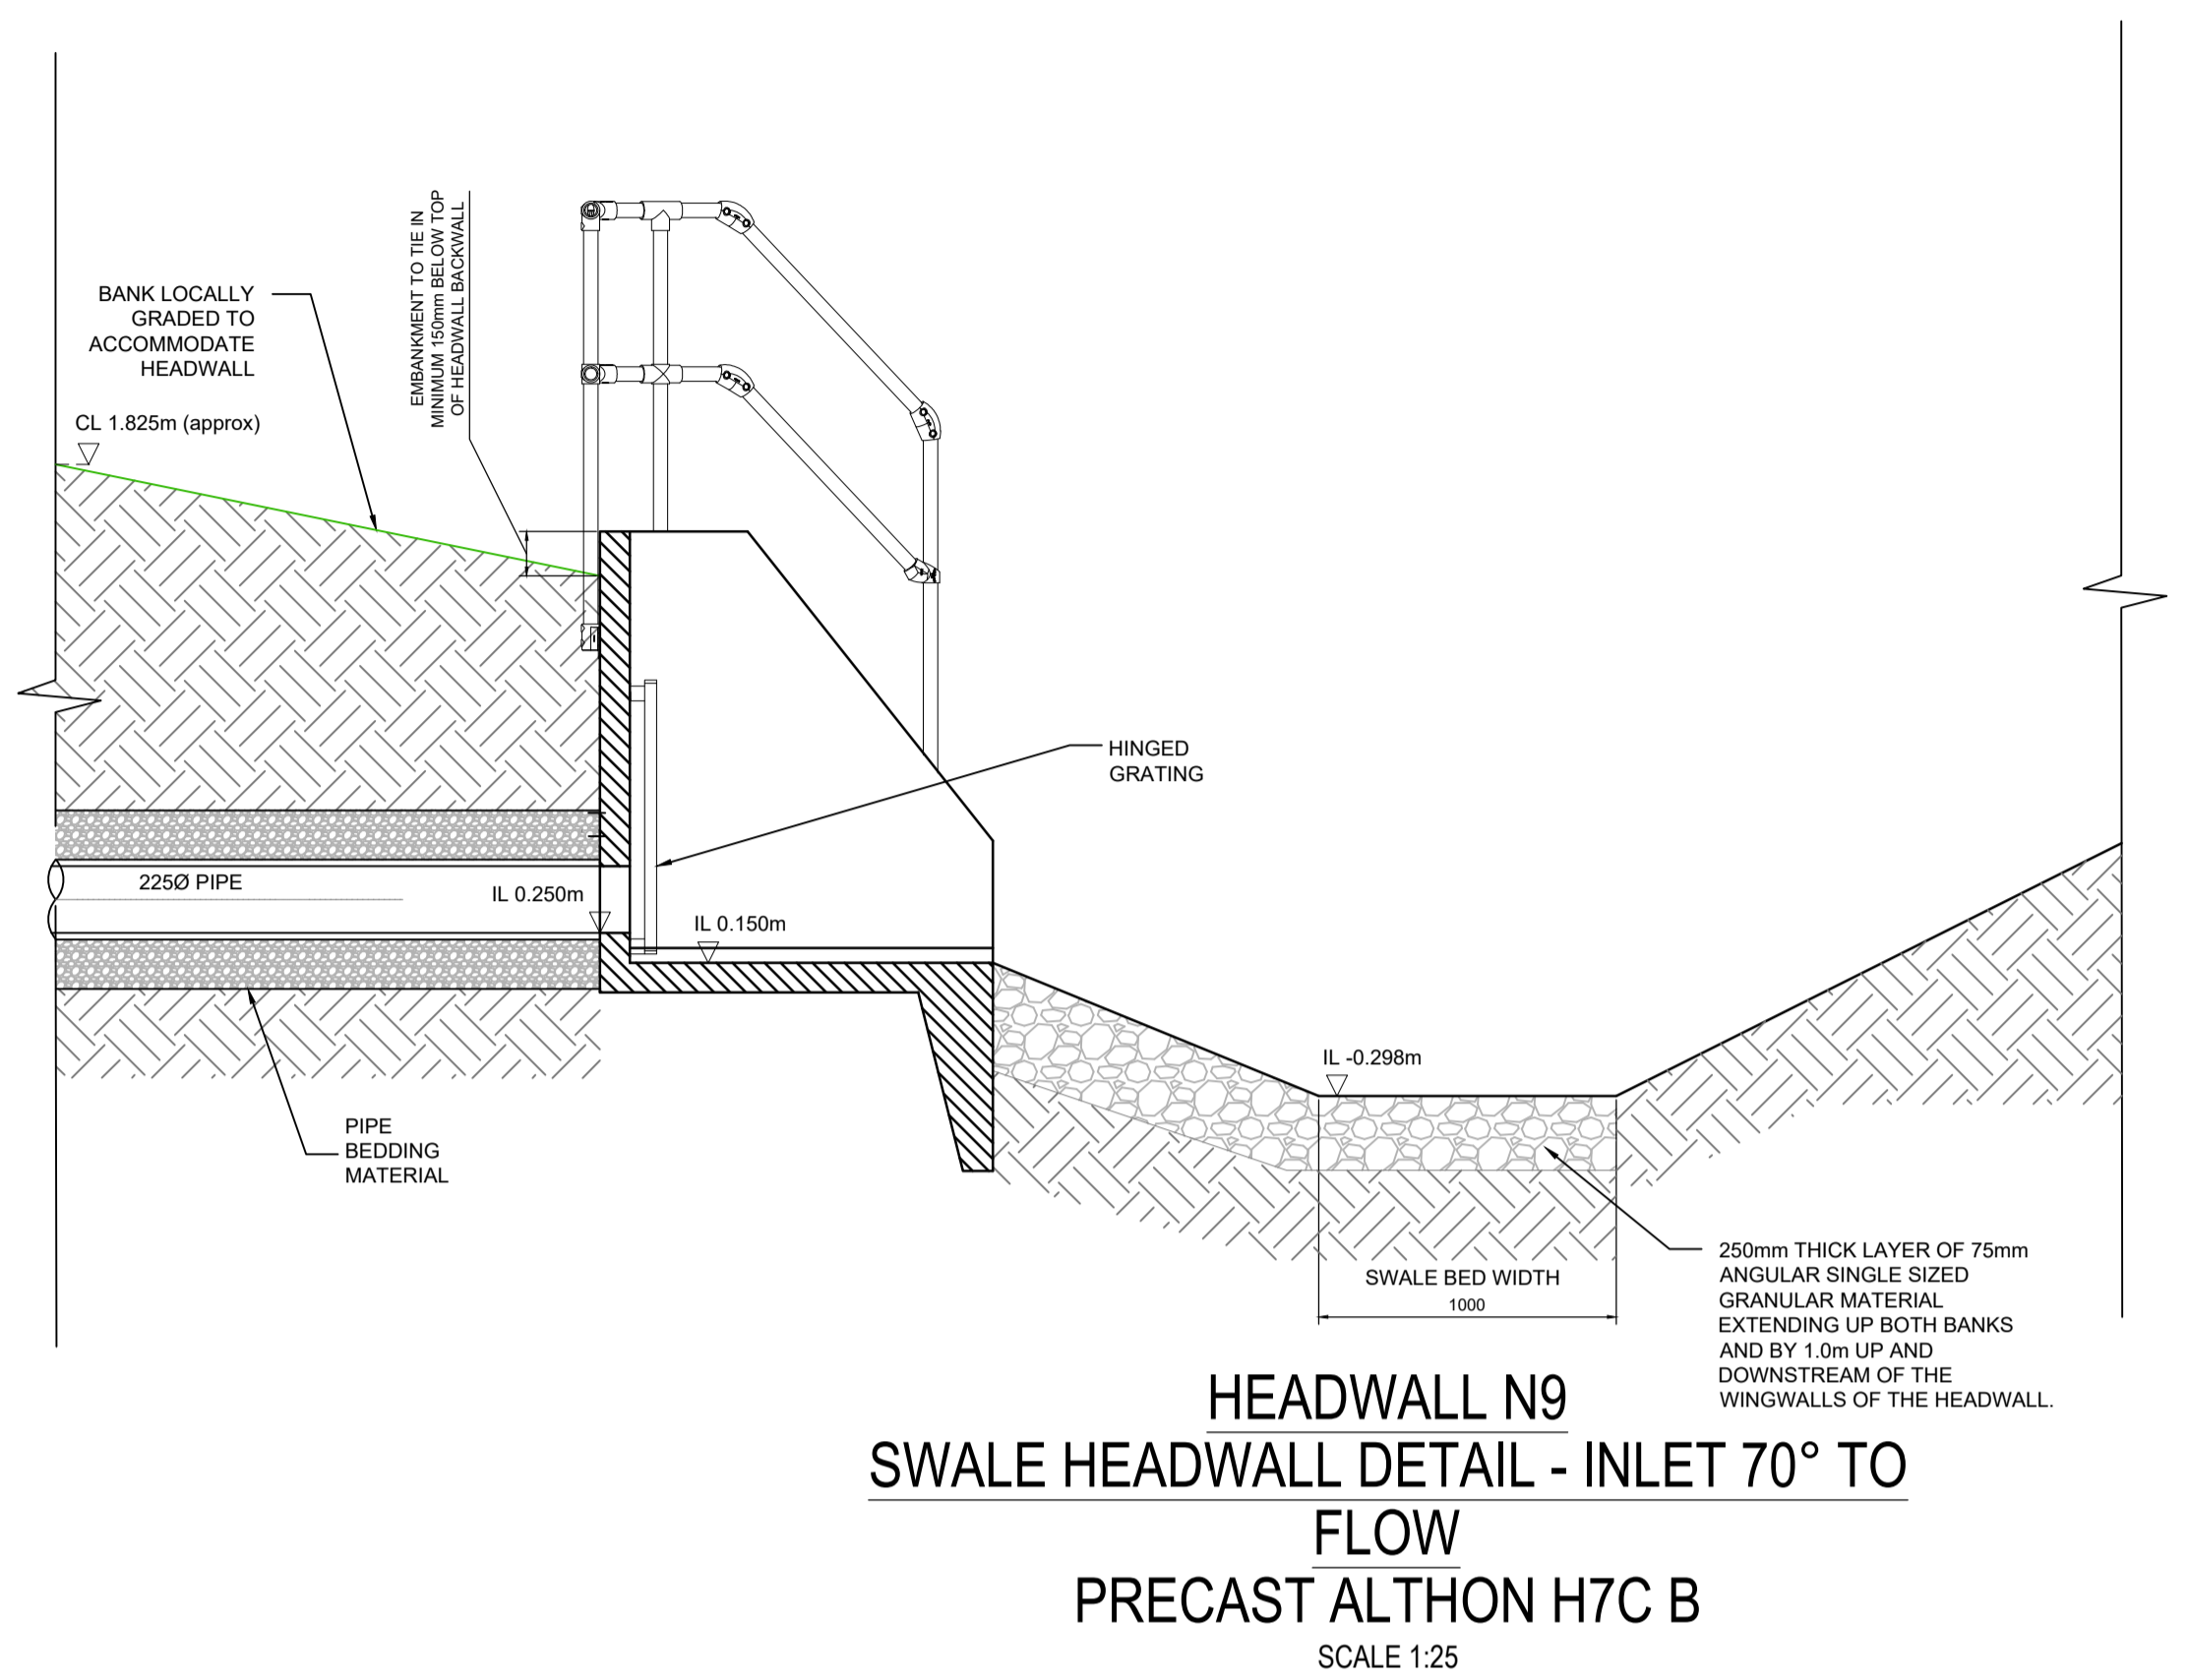 EMBANKMENT TO TIE IN
MINIMUM 150mm BELOW TOP
OF HEADWALL BACKWALL
BANK LOCALLY
GRADED TO
ACCOMMODATE
HEADWALL
CL 1.825m (approx)
HINGED
GRATING
225Ø PIPE
IL 0.250m
IL 0.150m
IL -0.298m
PIPE
BEDDING
MATERIAL
SWALE BED WIDTH
1000
250mm THICK LAYER OF 75mm
ANGULAR SINGLE SIZED
GRANULAR MATERIAL
EXTENDING UP BOTH BANKS
AND BY 1.0m UP AND
DOWNSTREAM OF THE
WINGWALLS OF THE HEADWALL.
HEADWALL N9
SWALE HEADWALL DETAIL - INLET 70° TO
FLOW
PRECAST ALTHON H7C B
SCALE 1:25